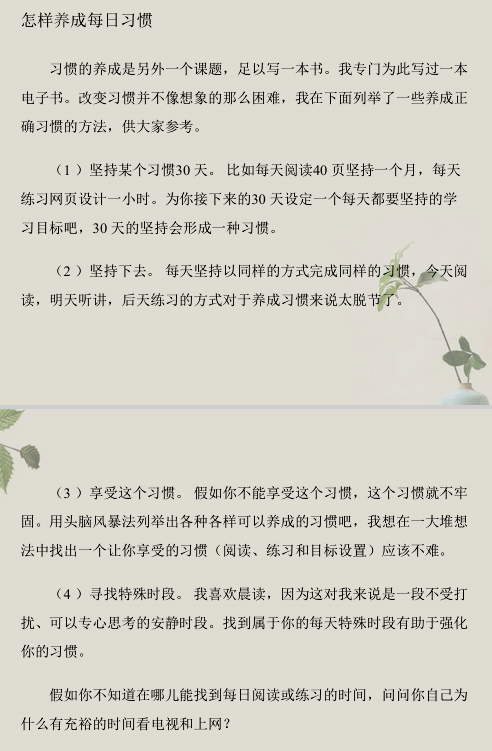 怎样养成每日习惯
习惯的养成是另外一个课题，足以写一本书。我专门为此写过一本
电子书。改变习惯并不像想象的那么困难，我在下面列举了一些养成正
确习惯的方法，供大家参考。
（1 ）坚持某个习惯30 天。 比如每天阅读40 页坚持一个月，每天
练习网页设计一小时。为你接下来的30 天设定一个每天都要坚持的学
习目标吧，30 天的坚持会形成一种习惯。
（2 ）坚持下去。 每天坚持以同样的方式完成同样的习惯，今天阅
读，明天听讲，后天练习的方式对于养成习惯来说太脱节了。
（3 ）享受这个习惯。 假如你不能享受这个习惯，这个习惯就不牢
固。用头脑风暴法列举出各种各样可以养成的习惯吧，我想在一大堆想
法中找出一个让你享受的习惯（阅读、练习和目标设置）应该不难。
（4 ）寻找特殊时段。 我喜欢晨读，因为这对我来说是一段不受打
扰、可以专心思考的安静时段。找到属于你的每天特殊时段有助于强化
你的习惯。
假如你不知道在哪儿能找到每日阅读或练习的时间，问问你自己为
什么有充裕的时间看电视和上网？